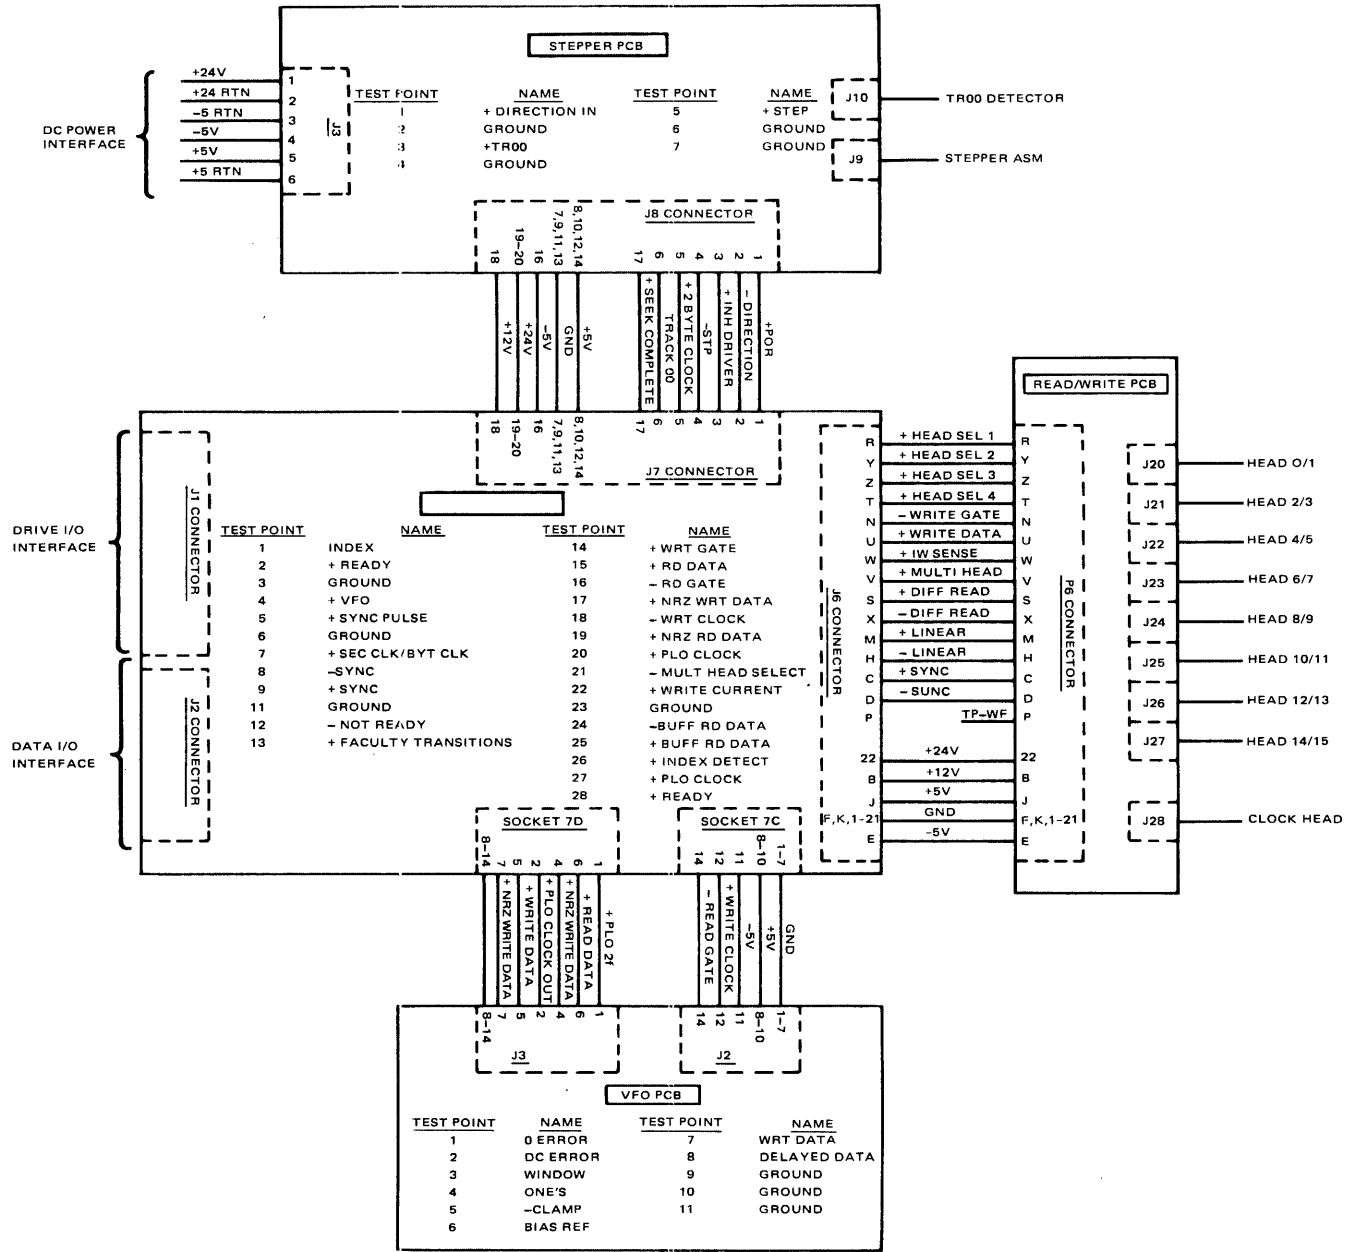 STEPPER PCB
+24V
+24 RTN
-5 RTN
-5V
+5V
+5 RTN
DC POWER
INTERFACE
1
2
3
4
5
6
J3
TEST POINT NAME TEST POINT NAME
1 + DIRECTION IN 5 + STEP
2 GROUND 6 GROUND
3 +TR00 7 GROUND
4 GROUND
J10 TR00 DETECTOR
J9 STEPPER ASM
J8 CONNECTOR
18 19-20 16 7,9,11,13 8,10,12,14 17 6 5 4 3 2 1
+12V
+24V
-5V
GND
+5V
+ SEEK COMPLETE
TRACK 00
+ 2 BYTE CLOCK
-STP
+ INH DRIVER
- DIRECTION
+POR
18 19-20 16 7,9,11,13 8,10,12,14 17 6 5 4 3 2 1
J7 CONNECTOR
DRIVE I/O
INTERFACE
J1 CONNECTOR
DATA I/O
INTERFACE
J2 CONNECTOR
TEST POINT NAME TEST POINT NAME
1 INDEX 14 + WRT GATE
2 + READY 15 + RD DATA
3 GROUND 16 - RD GATE
4 + VFO 17 + NRZ WRT DATA
5 + SYNC PULSE 18 - WRT CLOCK
6 GROUND 19 + NRZ RD DATA
7 + SEC CLK/BYT CLK 20 + PLO CLOCK
8 -SYNC 21 - MULT HEAD SELECT
9 + SYNC 22 + WRITE CURRENT
11 GROUND 23 GROUND
12 - NOT READY 24 -BUFF RD DATA
13 + FACULTY TRANSITIONS 25 + BUFF RD DATA
26 + INDEX DETECT
27 + PLO CLOCK
28 + READY
J6 CONNECTOR
R + HEAD SEL 1 R
Y + HEAD SEL 2 Y
Z + HEAD SEL 3 Z
T + HEAD SEL 4 T
N - WRITE GATE N
U + WRITE DATA U
W + IW SENSE W
V + MULTI HEAD V
S + DIFF READ S
X - DIFF READ X
M + LINEAR M
H - LINEAR H
C + SYNC C
D - SUNC D
P TP-WF P
22 +24V 22
B +12V B
J +5V J
F,K,1-21 GND F,K,1-21
E -5V E
P6 CONNECTOR
READ/WRITE PCB
J20 HEAD 0/1
J21 HEAD 2/3
J22 HEAD 4/5
J23 HEAD 6/7
J24 HEAD 8/9
J25 HEAD 10/11
J26 HEAD 12/13
J27 HEAD 14/15
J28 CLOCK HEAD
SOCKET 7D
8-14 7 5 2 4 6 1
SOCKET 7C
14 12 11 8-10 1-7
+ NRZ WRITE DATA
+ WRITE DATA
+ PLO CLOCK OUT
+ NRZ WRITE DATA
+ READ DATA
+ PLO 2f
- READ GATE
+ WRITE CLOCK
-5V
+5V
GND
8-14 7 5 2 4 6 1
J3
14 12 11 8-10 1-7
J2
VFO PCB
TEST POINT NAME TEST POINT NAME
1 0 ERROR 7 WRT DATA
2 DC ERROR 8 DELAYED DATA
3 WINDOW 9 GROUND
4 ONE'S 10 GROUND
5 -CLAMP 11 GROUND
6 BIAS REF